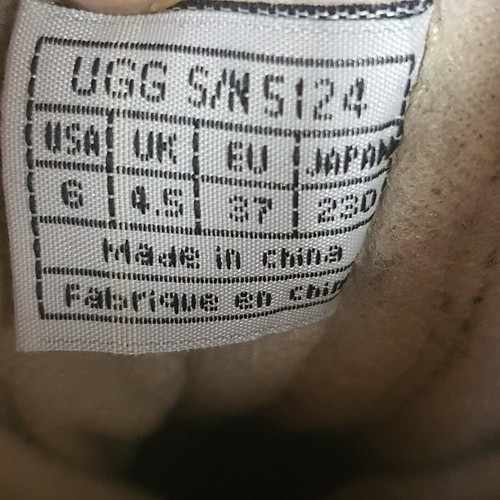 UGG S/N 5124
USA UK EU JAPAN
6 4.5 37 230
Made in china
Fabrique en chin